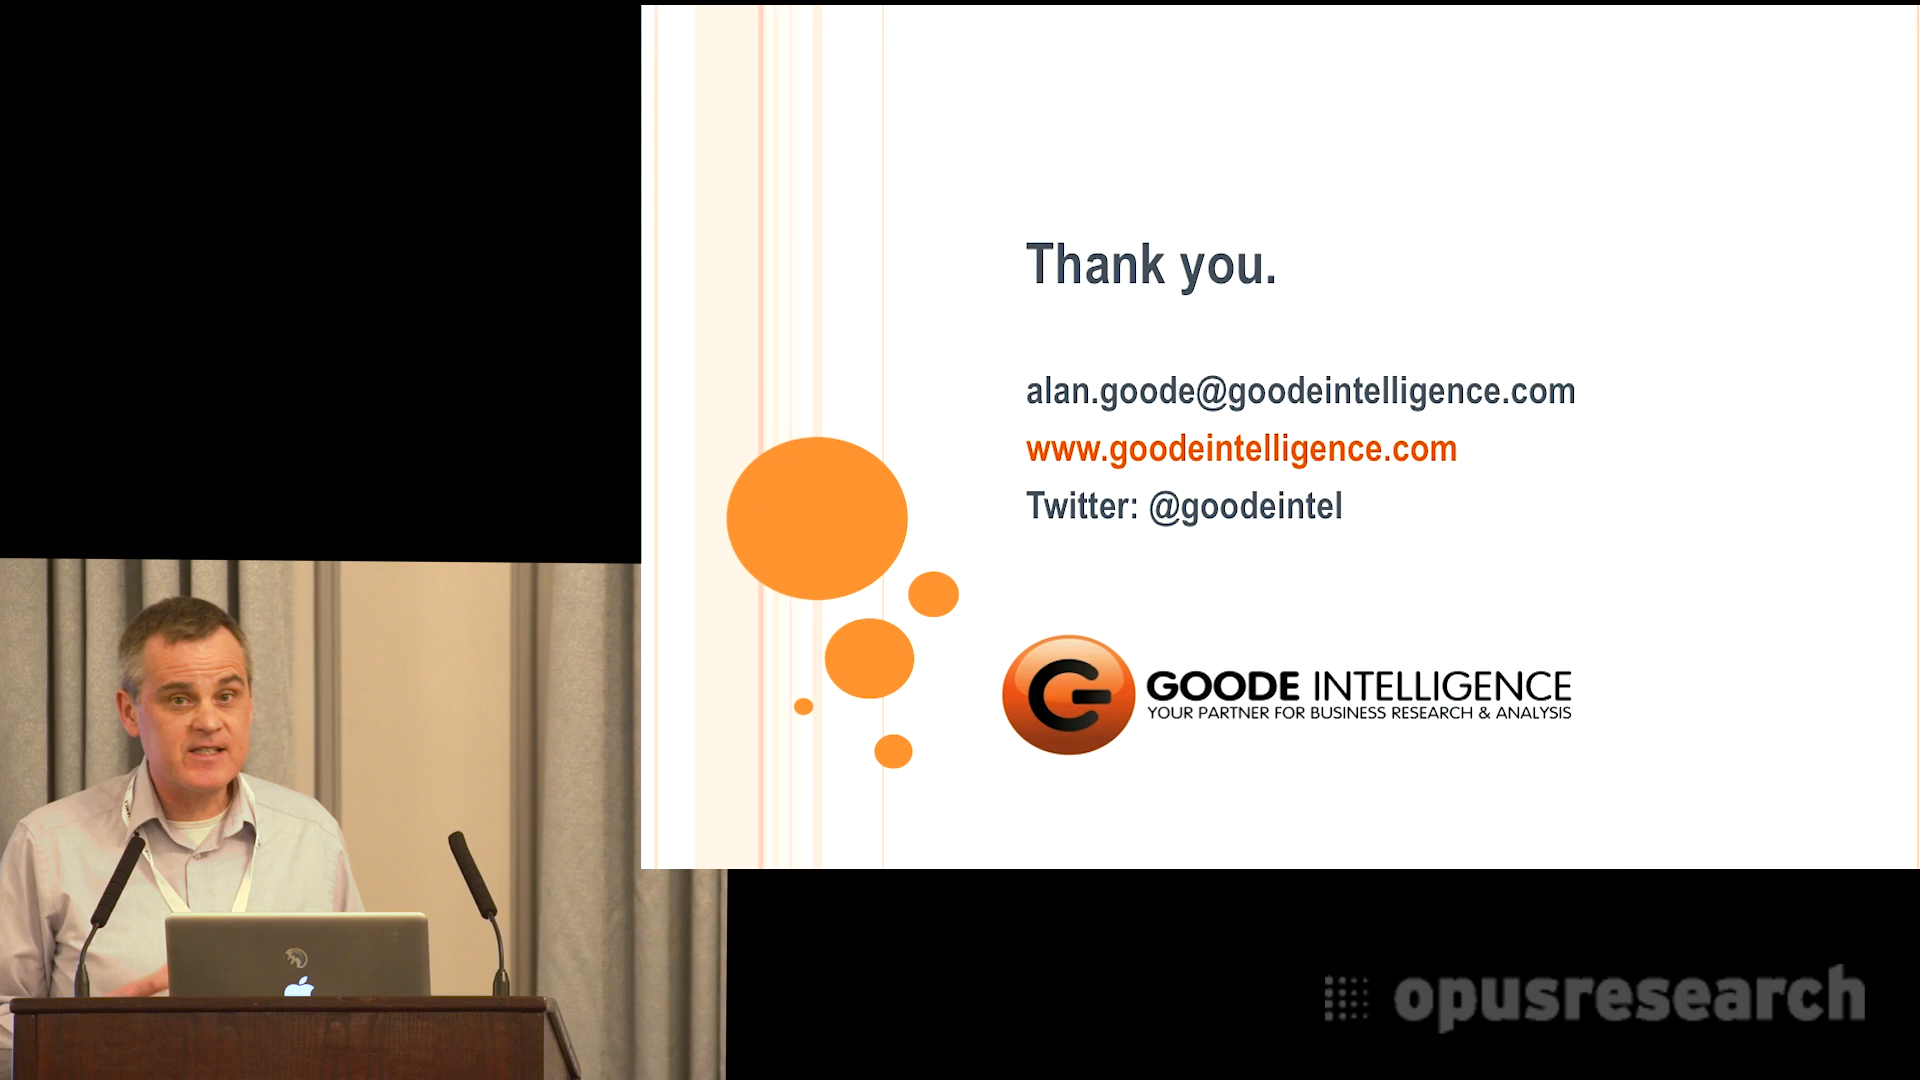 Thank you.
alan.goode@goodeintelligence.com
www.goodeintelligence.com
Twitter: @goodeintel
GOODE INTELLIGENCE
YOUR PARTNER FOR BUSINESS RESEARCH & ANALYSIS
opusresearch